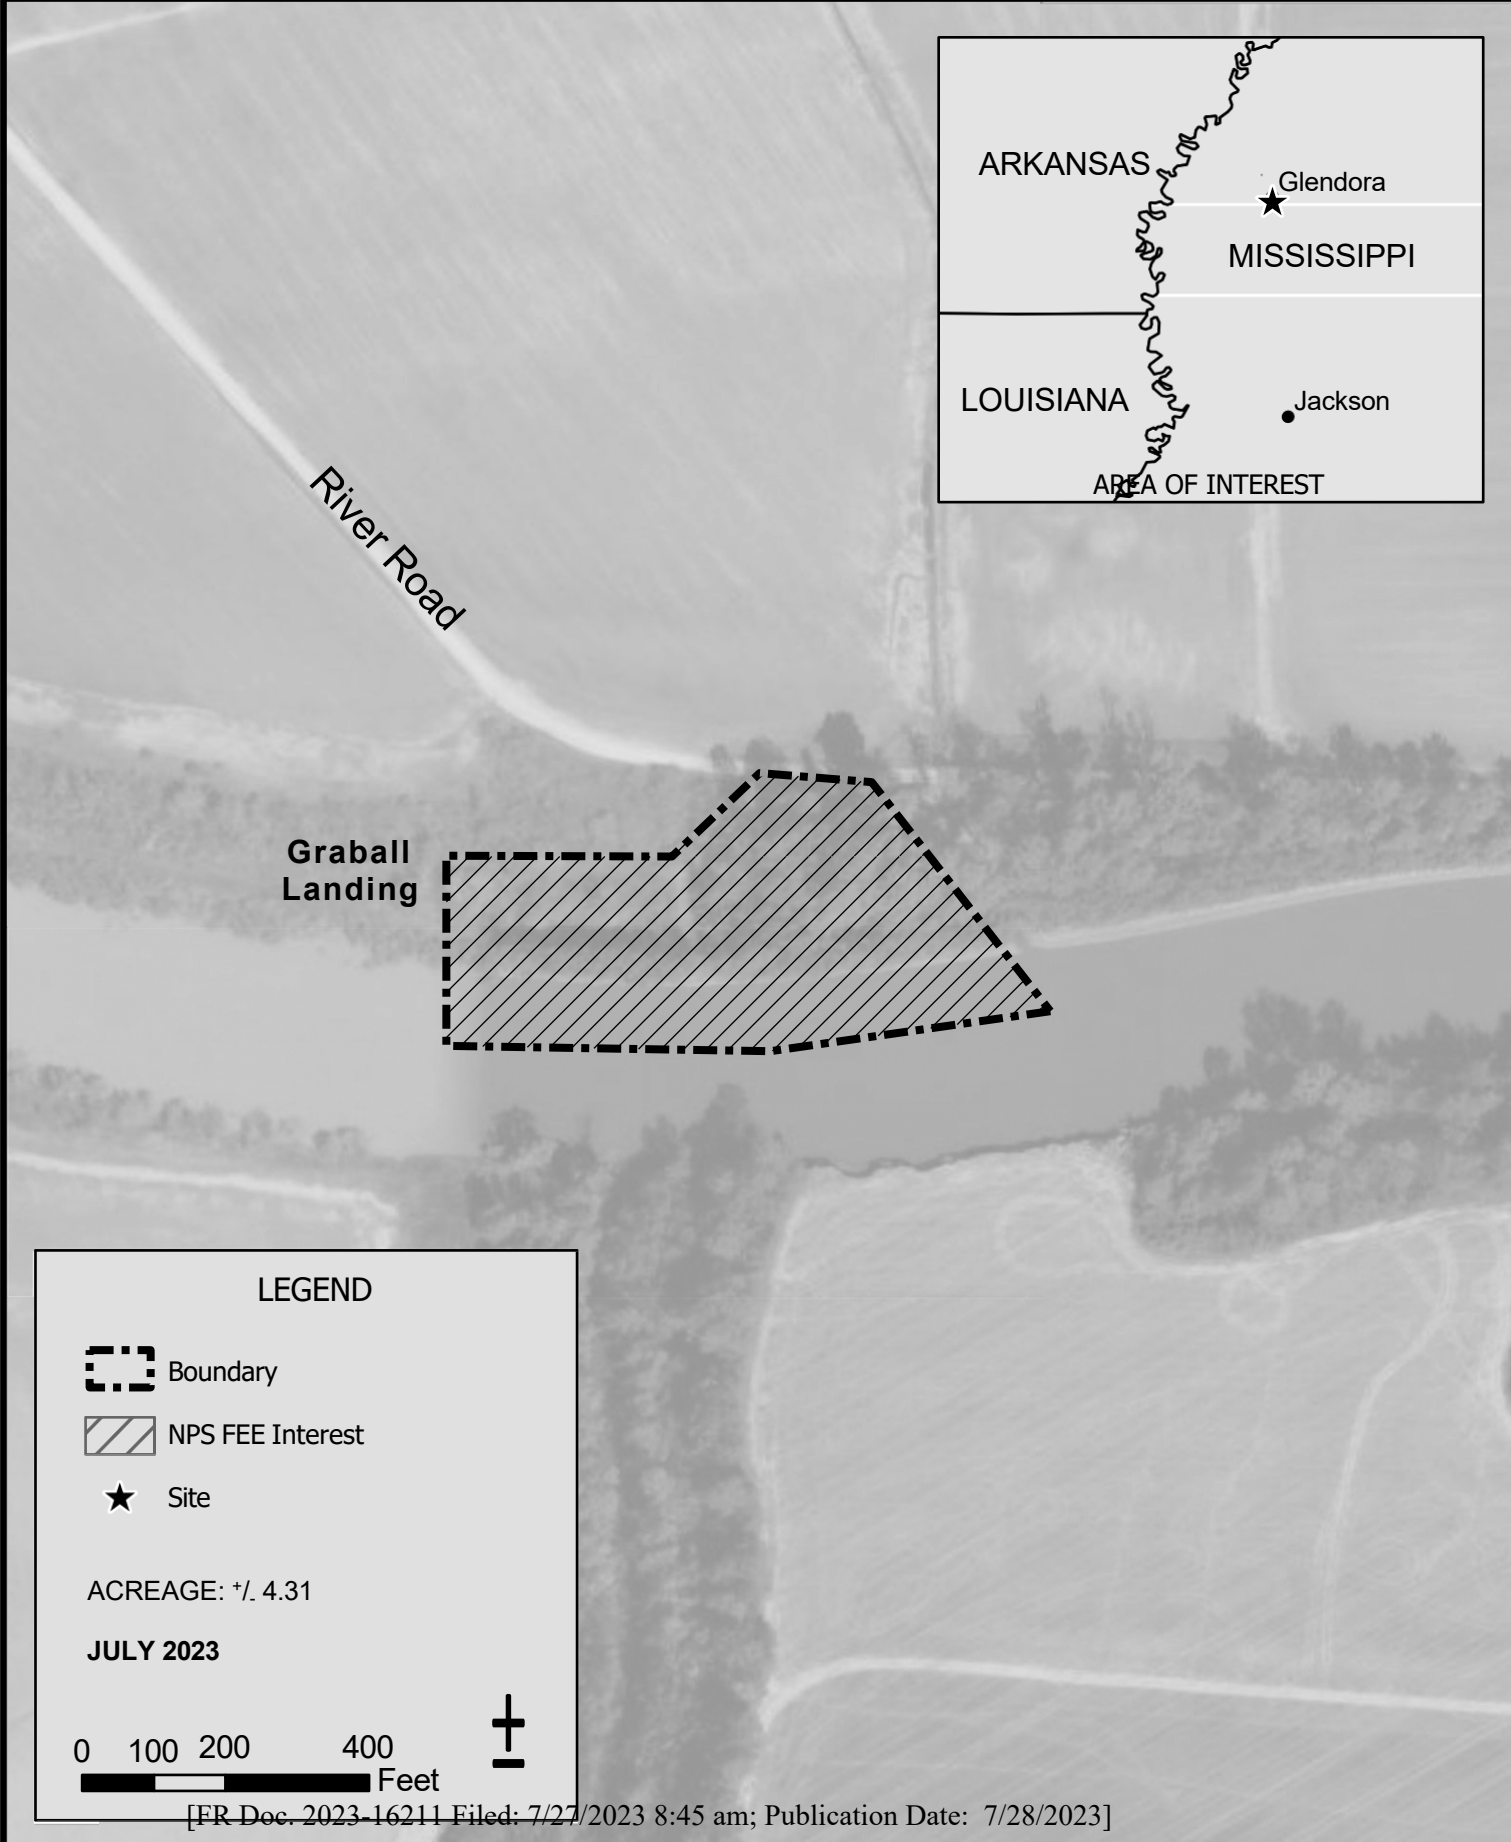 ARKANSAS
Glendora
MISSISSIPPI
LOUISIANA
Jackson
AREA OF INTEREST
River Road
Graball
Landing
LEGEND
Boundary
NPS FEE Interest
Site
ACREAGE: +/- 4.31
JULY 2023
0 100 200 400
Feet
[FR Doc. 2023-16211 Filed: 7/27/2023 8:45 am; Publication Date: 7/28/2023]